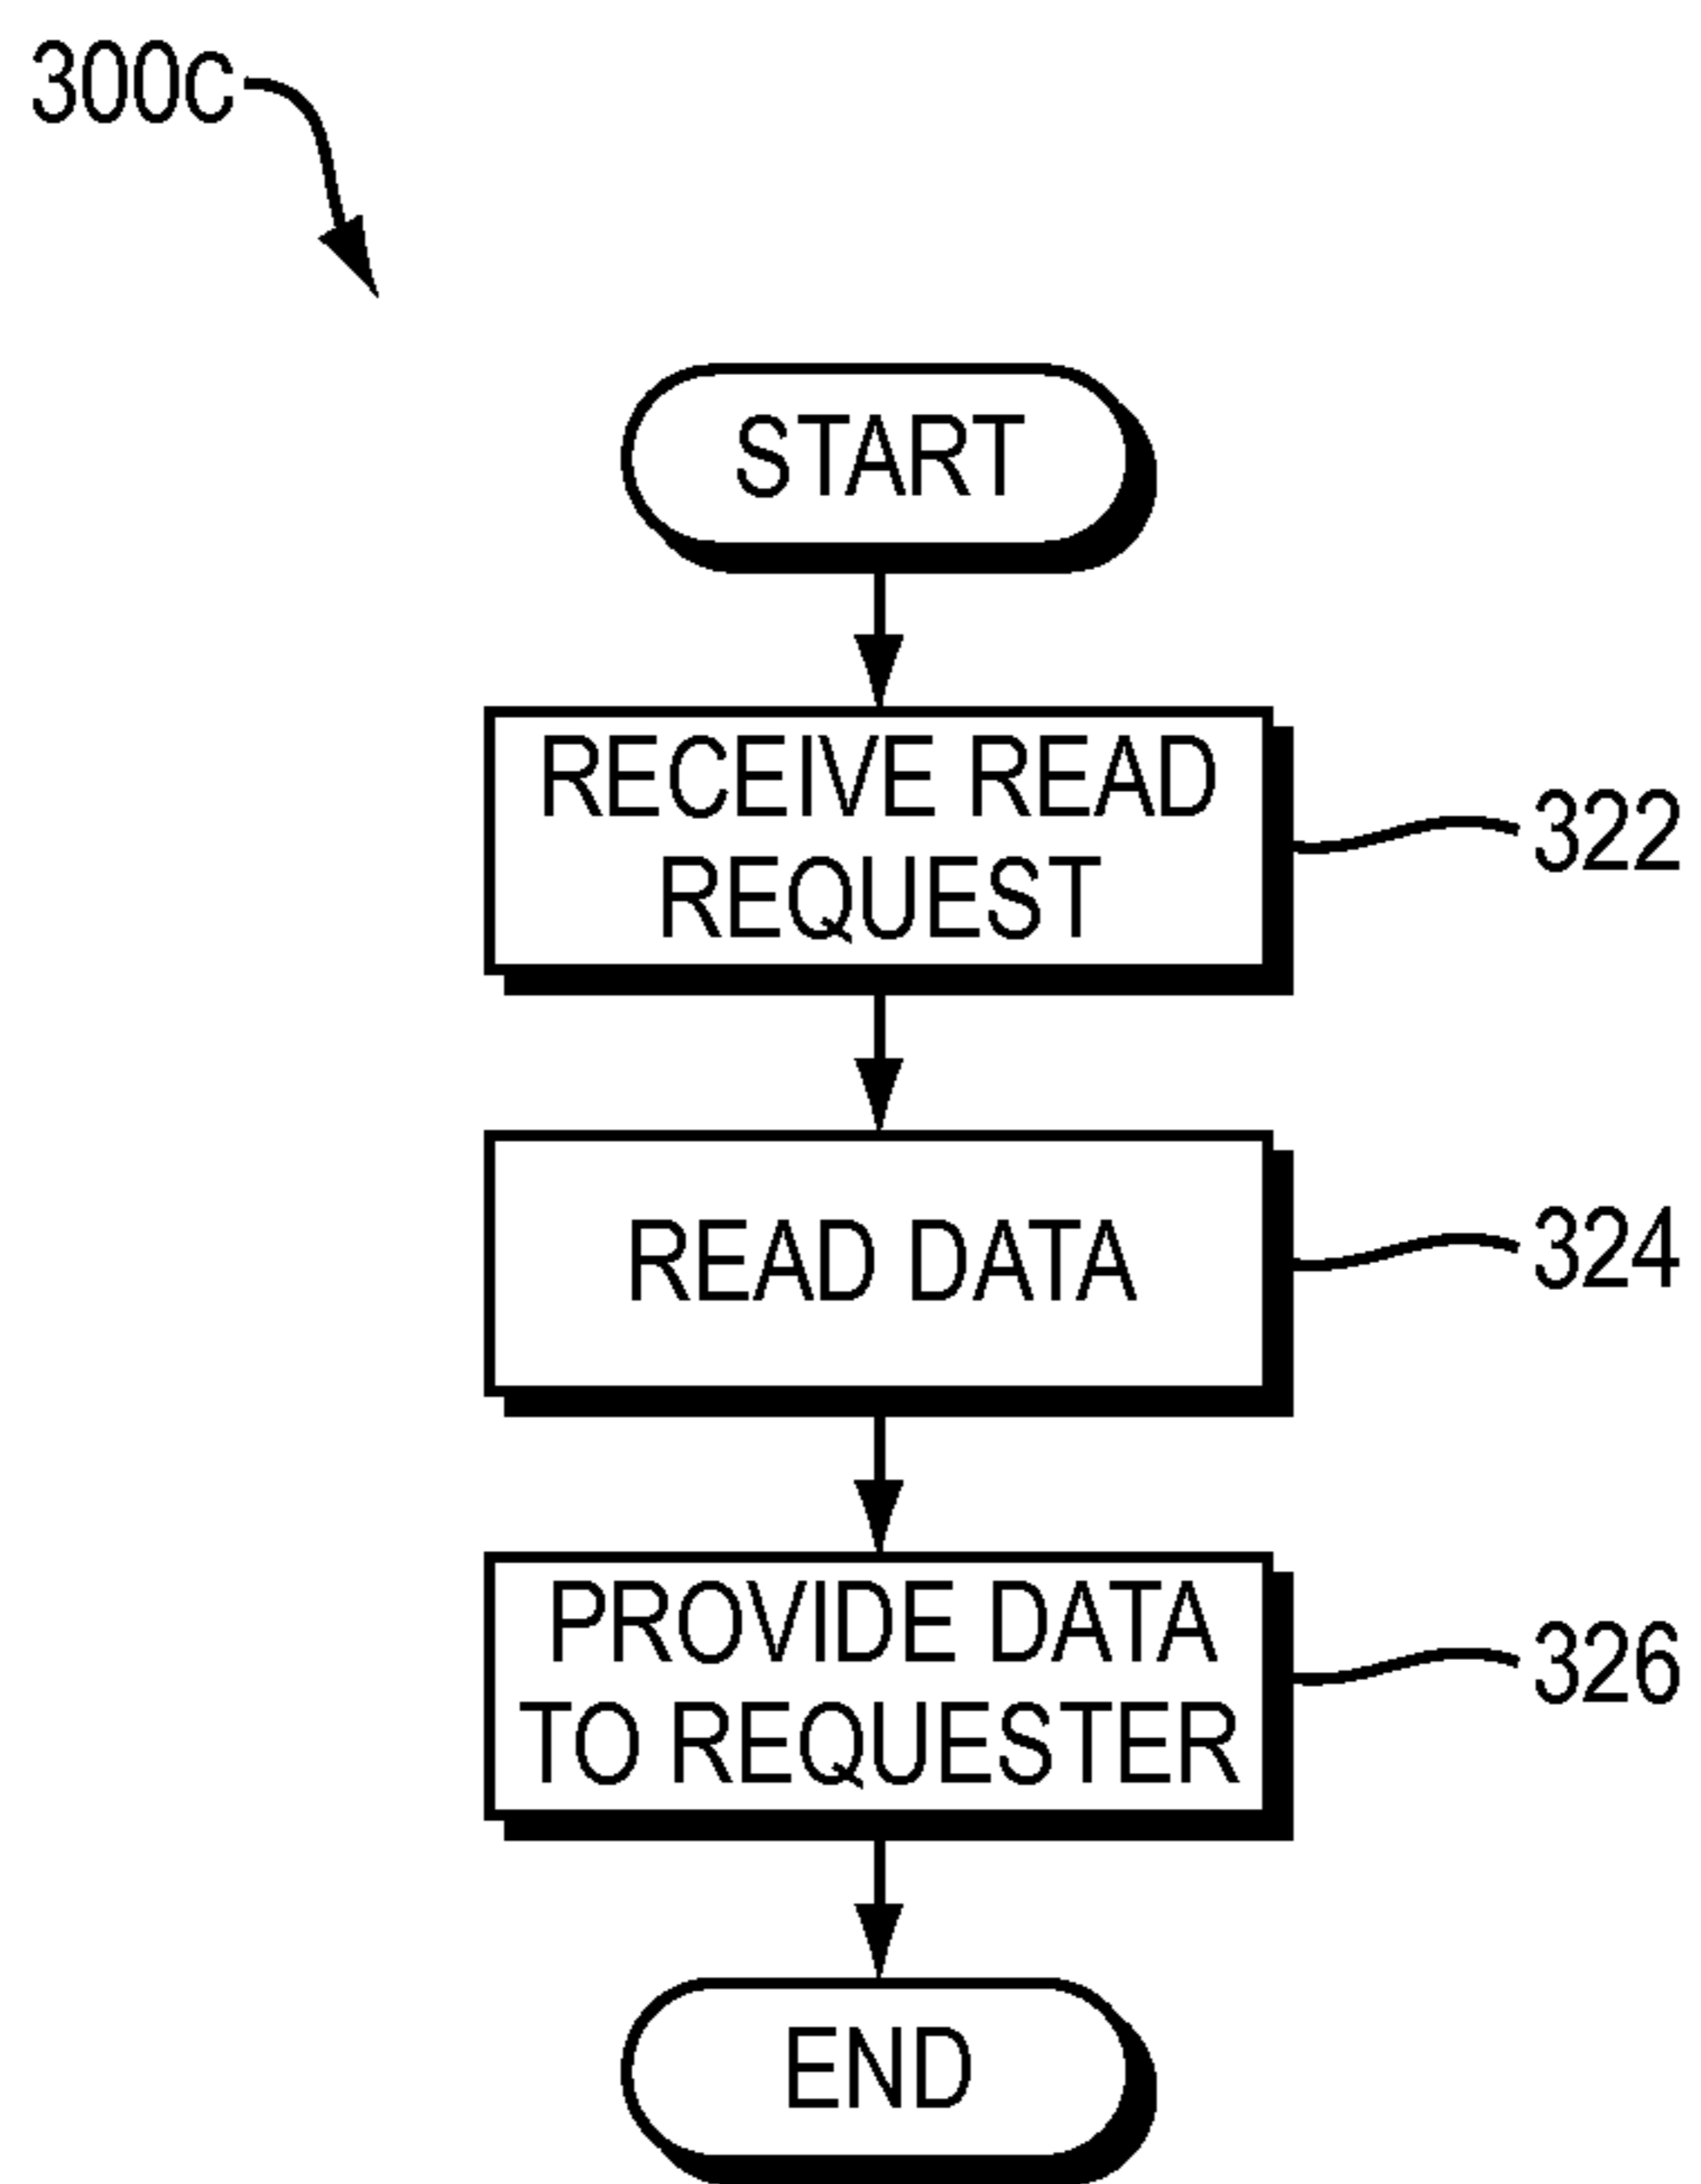 300C
START
RECEIVE READ
REQUEST
322
READ DATA
324
PROVIDE DATA
TO REQUESTER
326
END